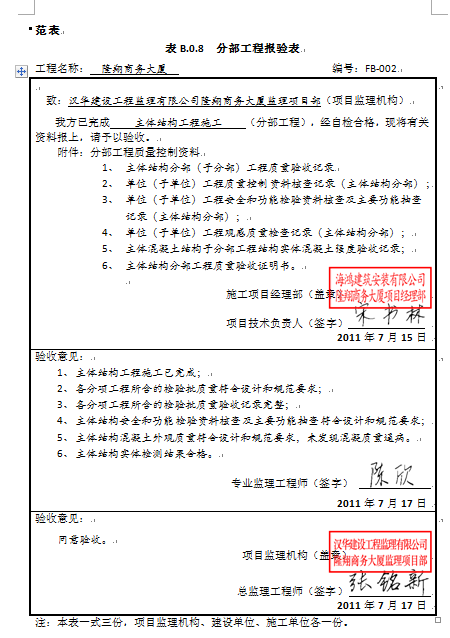 范表
表 B.0.8 分部工程报验表
工程名称： 隆翔商务大厦 编号：FB-002
致：汉华建设工程监理有限公司隆翔商务大厦监理项目部（项目监理机构）
我方已完成 主体结构工程施工 （分部工程），经自检合格，现将有关
资料报上，请予以验收。
附件：分部工程质量控制资料
1、 主体结构分部（子分部）工程质量验收记录
2、 单位（子单位）工程质量控制资料核查记录（主体结构分部）；
3、 单位（子单位）工程安全和功能检验资料核查及主要功能抽查
记录（主体结构分部）；
4、 单位（子单位）工程观感质量检查记录（主体结构分部）；
5、 主体混凝土结构子分部工程结构实体混凝土强度验收记录；
6、 主体结构分部工程质量验收证明书。
海鸿建筑安装有限公司
隆翔商务大厦项目经理部
施工项目经理部（盖章）
项目技术负责人（签字） 宋书林
2011 年 7 月 15 日
验收意见：
1、 主体结构工程施工已完成；
2、 各分项工程所含的检验批质量符合设计和规范要求；
3、 各分项工程所含的检验批质量验收记录完整；
4、 主体结构安全和功能检验资料核查及主要功能抽查符合设计和规范要求；
5、 主体结构混凝土外观质量符合设计和规范要求，未发现混凝质量通病。
6、 主体结构实体检测结果合格。
专业监理工程师（签字） 陈欣
2011 年 7 月 17 日
验收意见：
同意验收。
汉华建设工程监理有限公司
隆翔商务大厦监理项目部
项目监理机构（盖章）
总监理工程师（签字） 张铭新
2011 年 7 月 17 日
注：本表一式三份，项目监理机构、建设单位、施工单位各一份。